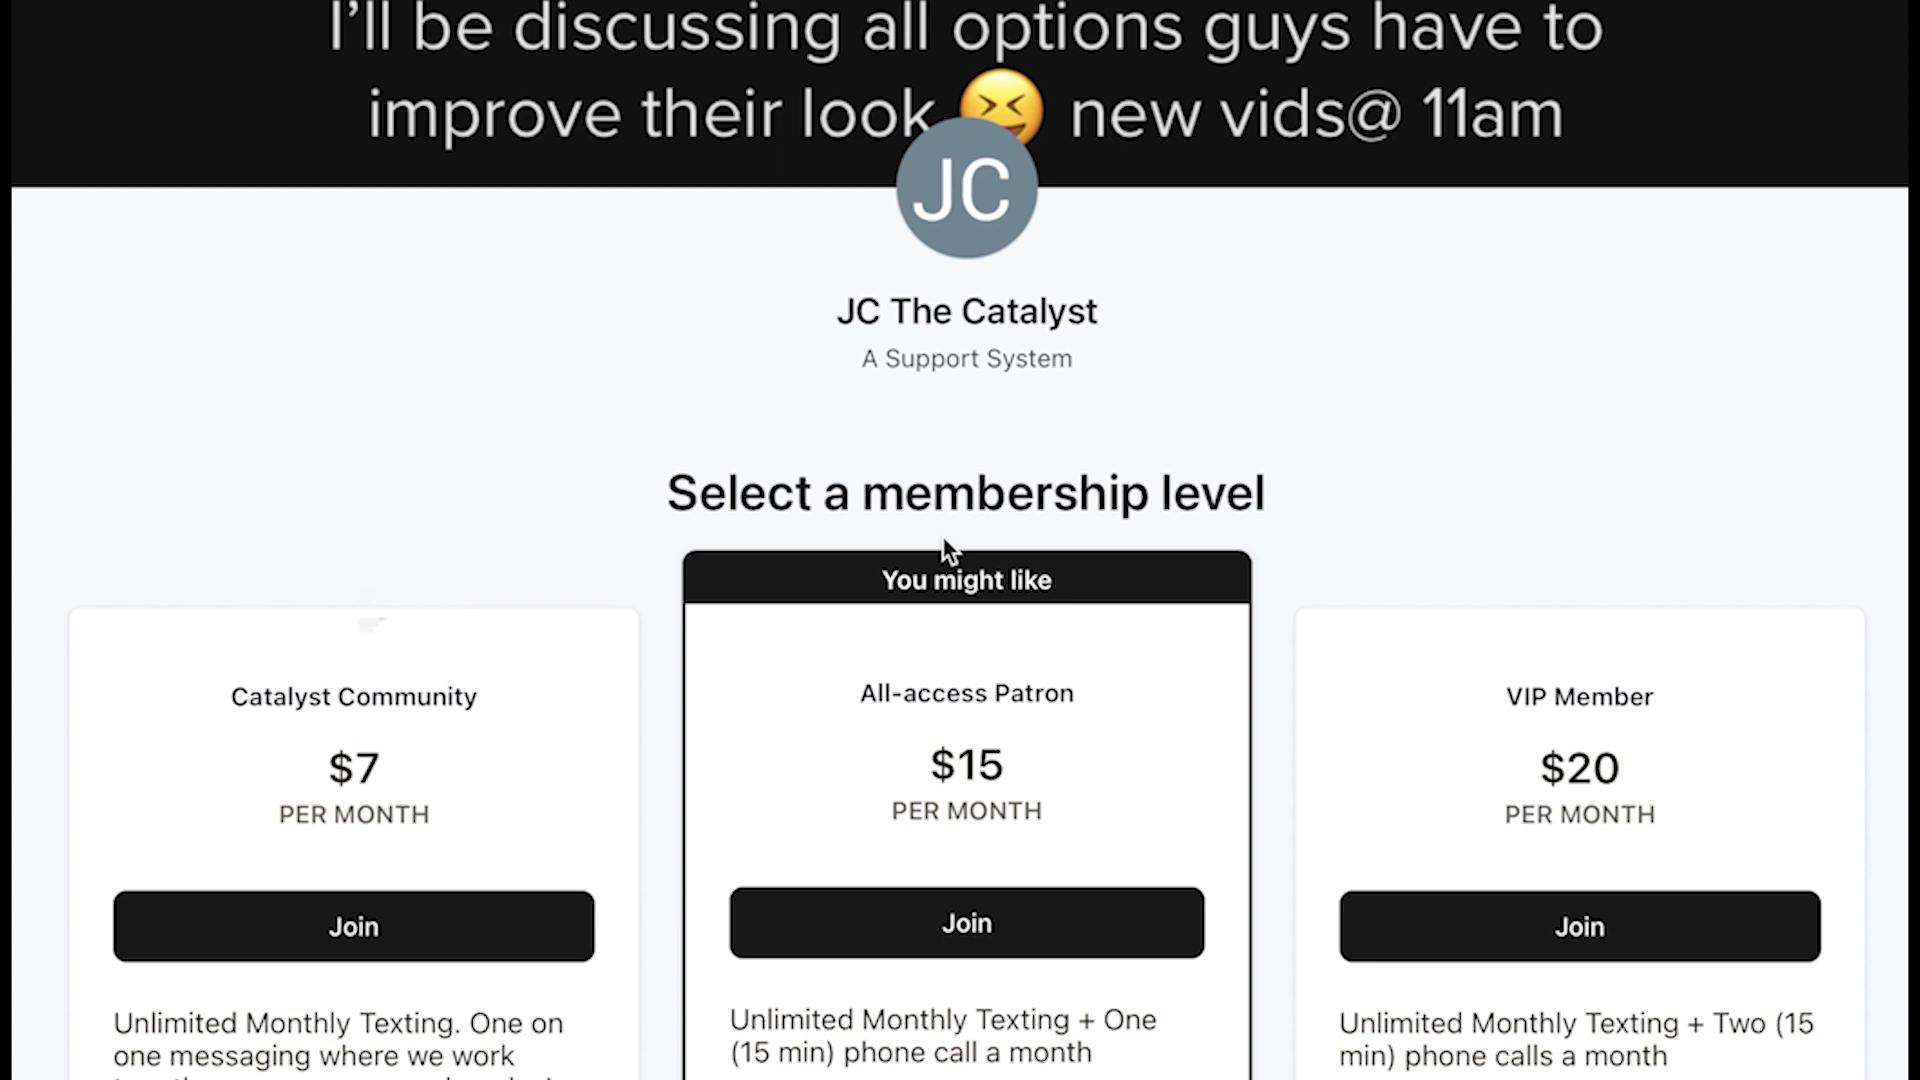 I'll be discussing all options guys have to
improve their look 😆 new vids@ 11am
JC
JC The Catalyst
A Support System
Select a membership level
You might like
Catalyst Community
$7
PER MONTH
Join
Unlimited Monthly Texting. One on
one messaging where we work
All-access Patron
$15
PER MONTH
Join
Unlimited Monthly Texting + One
(15 min) phone call a month
VIP Member
$20
PER MONTH
Join
Unlimited Monthly Texting + Two (15
min) phone calls a month